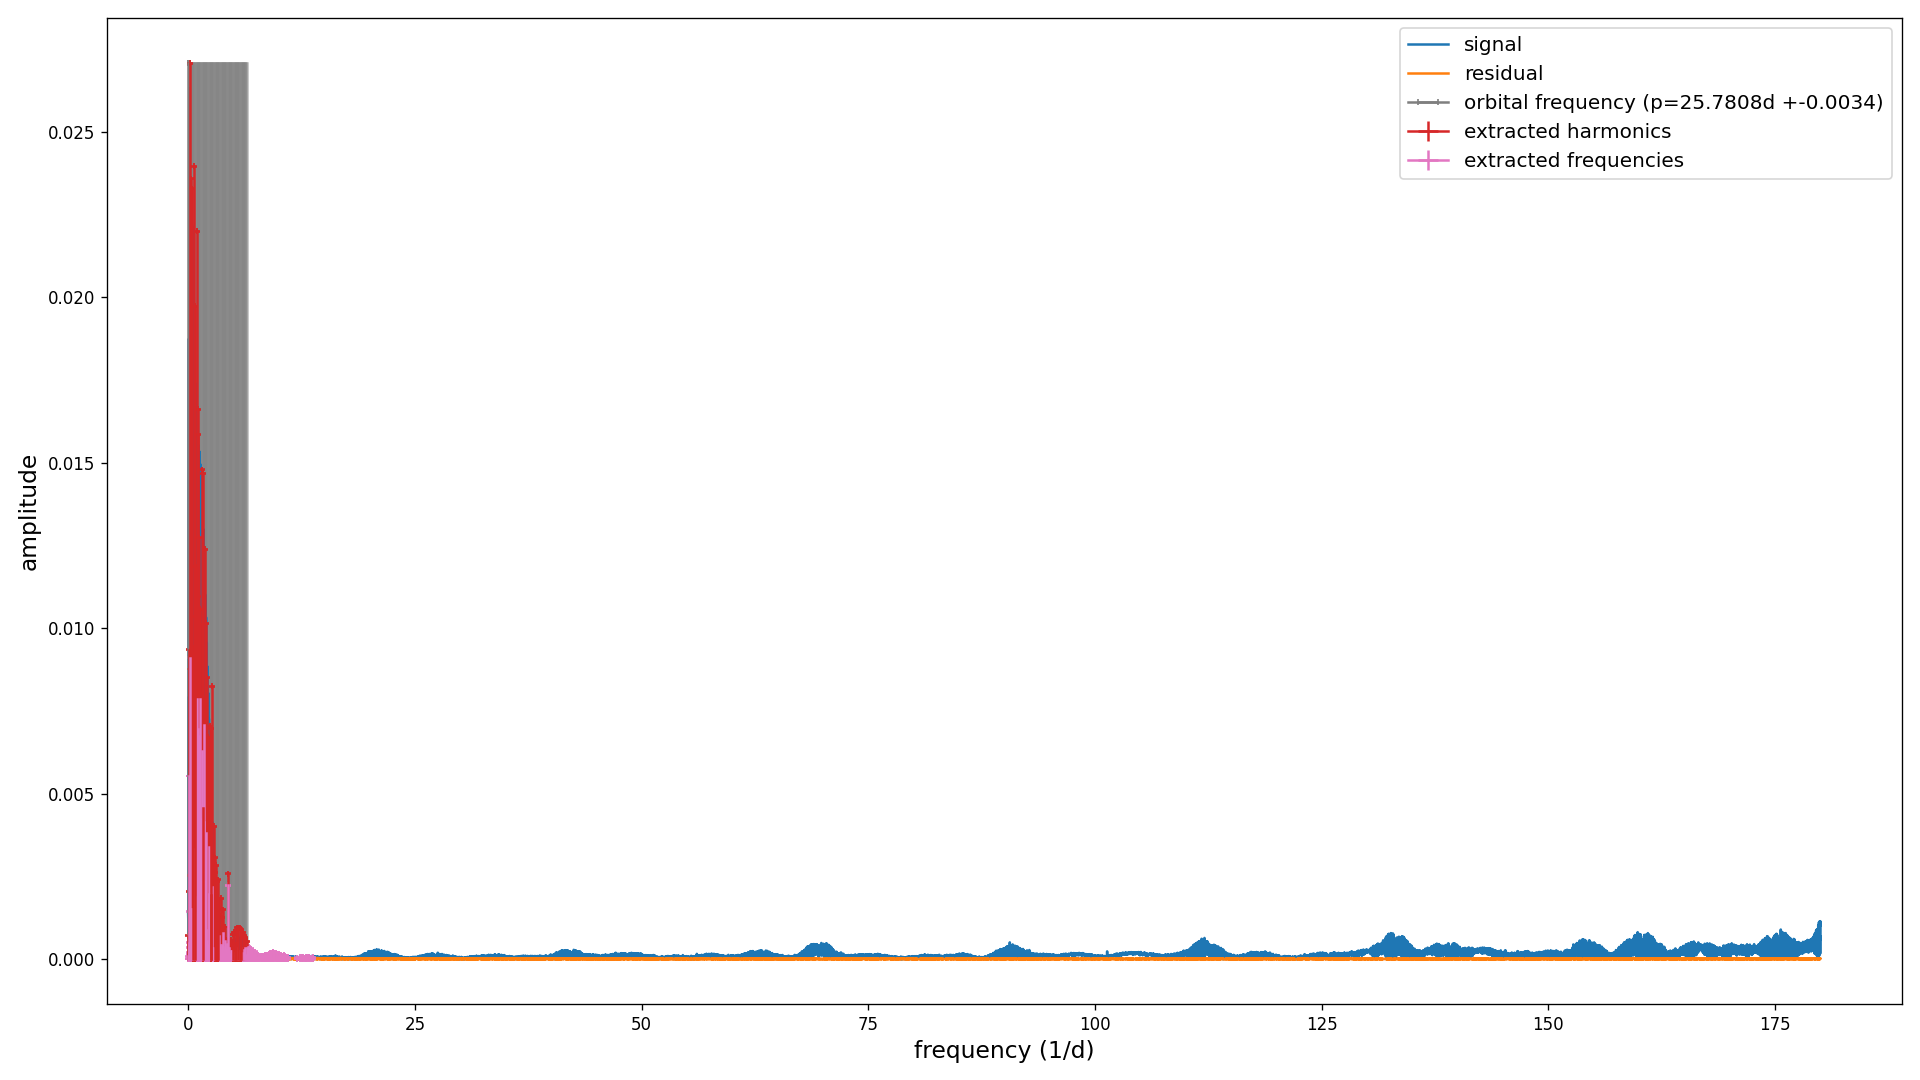 signal
residual
orbital frequency (p=25.7808d +-0.0034)
extracted harmonics
extracted frequencies
0.025
0.020
0.015
0.010
0.005
0.000
amplitude
0 25 50 75 100 125 150 175
frequency (1/d)